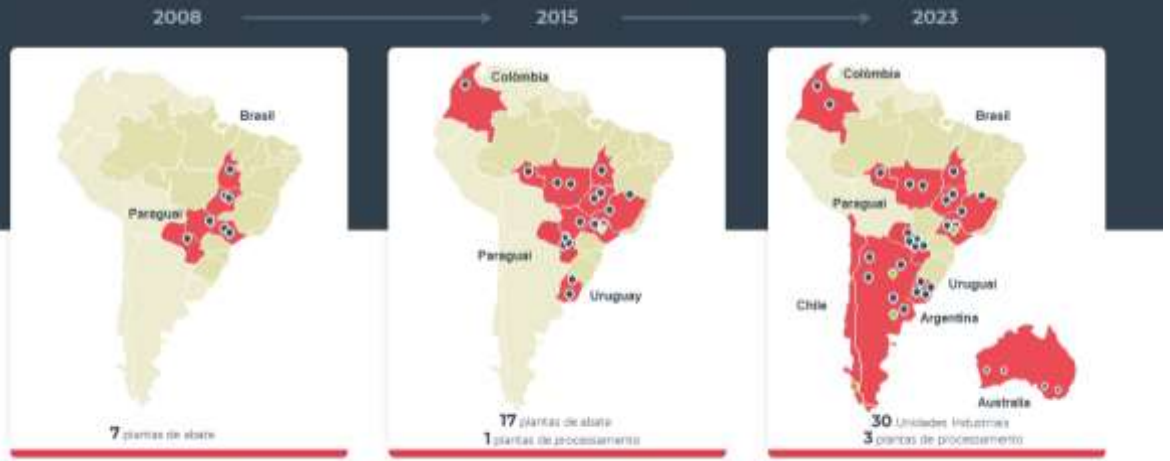 2008
2015
2023
Brasil
Paraguai
7 plantas de abate
Colômbia
Paraguai
Uruguay
17 plantas de abate
1 plantas de processamento
Colômbia
Brasil
Paraguai
Uruguai
Chile
Argentina
Australia
30 Unidades Industriais
3 plantas de processamento